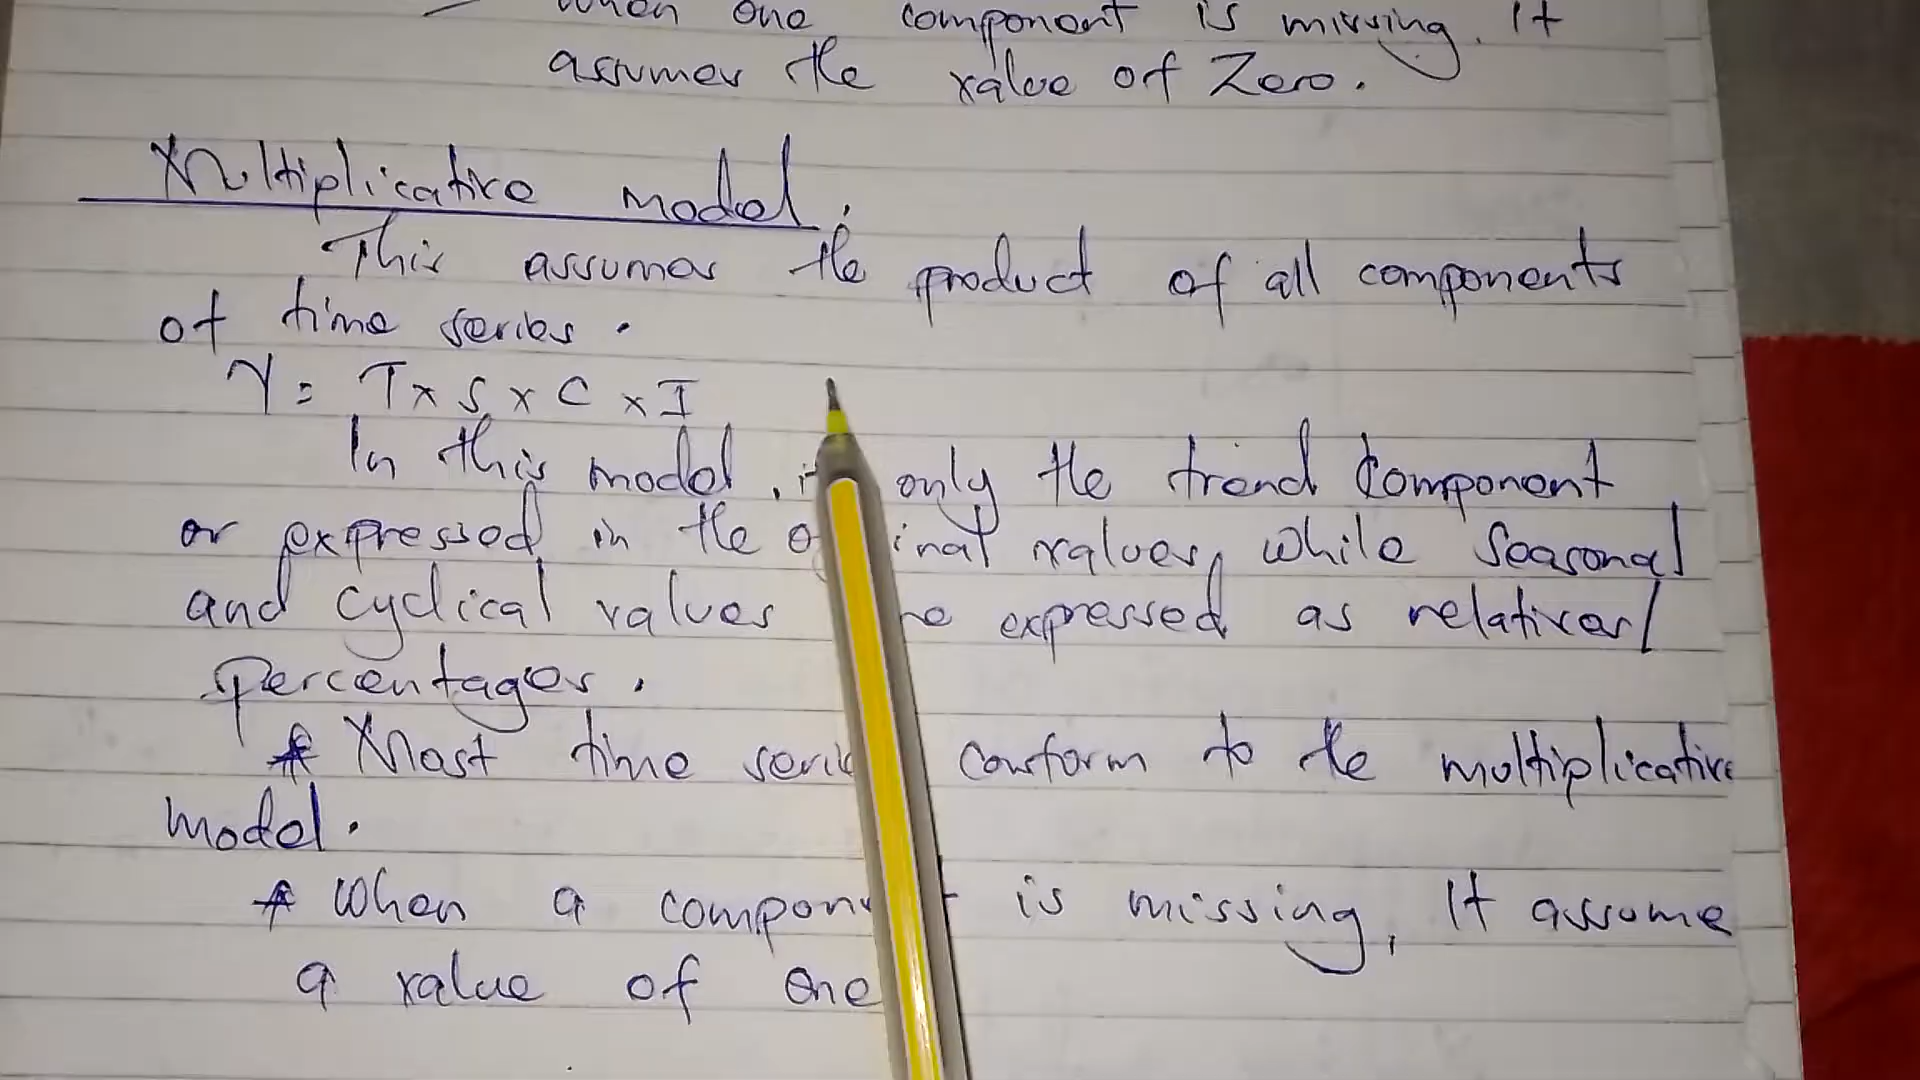 When one component is missing, It
assumes the value of Zero.
Multiplicative model.
This assumes the product of all components
of time series.
Y = T x S x C x I
In this model, only the trend component
or expressed in the values, while seasonal
and cyclical values expressed as relatives/
percentages.
* Most time conform to the multiplicative
model.
* When a is missing, It assume
a value of one